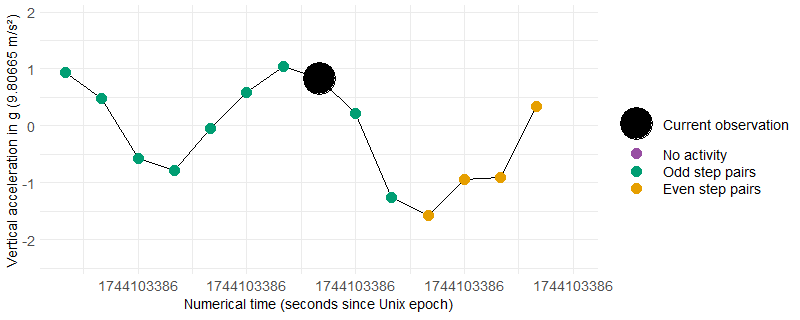 Vertical acceleration in g (9.80665 m/s²)
2
1
0
-1
-2
1744103386 1744103386 1744103386 1744103386 1744103386
Numerical time (seconds since Unix epoch)
Current observation
No activity
Odd step pairs
Even step pairs